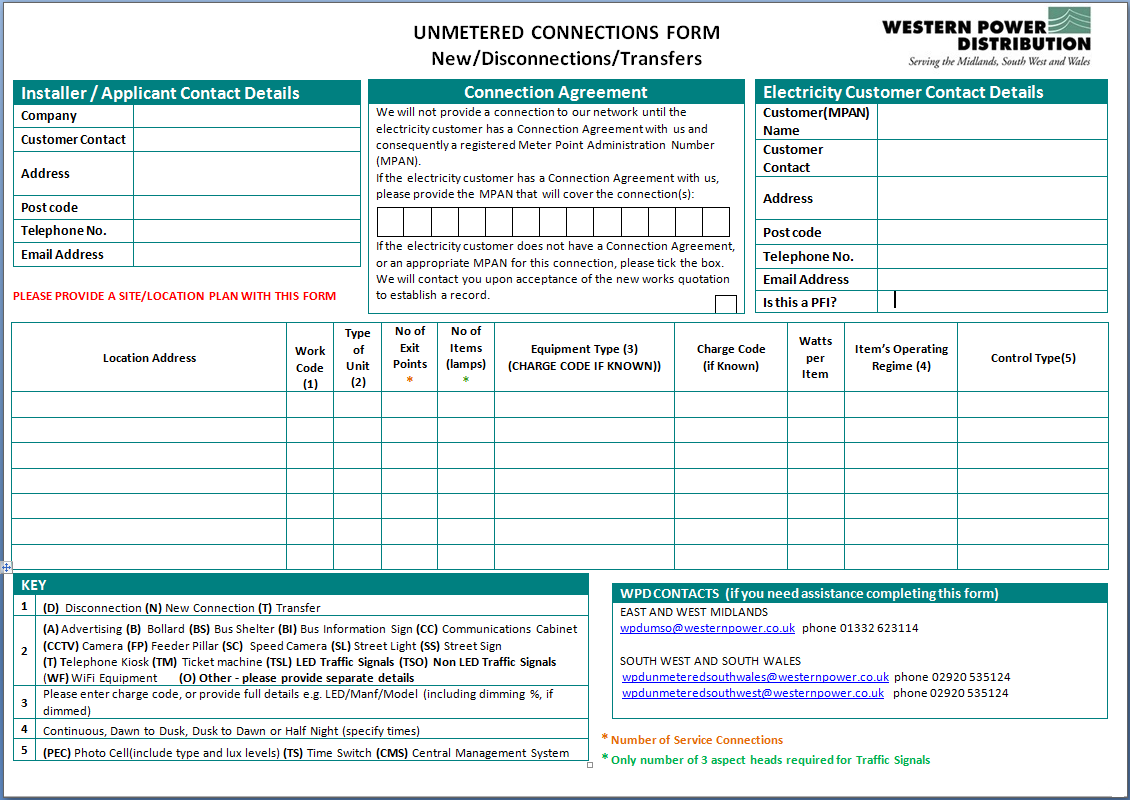 UNMETERED CONNECTIONS FORM
New/Disconnections/Transfers
WESTERN POWER
DISTRIBUTION
Serving the Midlands, South West and Wales
Installer / Applicant Contact Details
Company
Customer Contact
Address
Post code
Telephone No.
Email Address
PLEASE PROVIDE A SITE/LOCATION PLAN WITH THIS FORM
Connection Agreement
We will not provide a connection to our network until the
electricity customer has a Connection Agreement with us and
consequently a registered Meter Point Administration Number
(MPAN).
If the electricity customer has a Connection Agreement with us,
please provide the MPAN that will cover the connection(s):
If the electricity customer does not have a Connection Agreement,
or an appropriate MPAN for this connection, please tick the box.
We will contact you upon acceptance of the new works quotation
to establish a record.
Electricity Customer Contact Details
Customer(MPAN)
Name
Customer
Contact
Address
Post code
Telephone No.
Email Address
Is this a PFI?
Location Address
Work
Code
(1)
Type
of
Unit
(2)
No of
Exit
Points
*
No of
Items
(lamps)
*
Equipment Type (3)
(CHARGE CODE IF KNOWN))
Charge Code
(if Known)
Watts
per
Item
Item's Operating
Regime (4)
Control Type(5)
KEY
1 (D) Disconnection (N) New Connection (T) Transfer
2 (A) Advertising (B) Bollard (BS) Bus Shelter (BI) Bus Information Sign (CC) Communications Cabinet
(CCTV) Camera (FP) Feeder Pillar (SC) Speed Camera (SL) Street Light (SS) Street Sign
(T) Telephone Kiosk (TM) Ticket machine (TSL) LED Traffic Signals (TSO) Non LED Traffic Signals
(WF) WiFi Equipment (O) Other - please provide separate details
3 Please enter charge code, or provide full details e.g. LED/Manf/Model (including dimming %, if
dimmed)
4 Continuous, Dawn to Dusk, Dusk to Dawn or Half Night (specify times)
5 (PEC) Photo Cell(include type and lux levels) (TS) Time Switch (CMS) Central Management System
WPD CONTACTS (if you need assistance completing this form)
EAST AND WEST MIDLANDS
wpdumso@westernpower.co.uk phone 01332 623114
SOUTH WEST AND SOUTH WALES
wpdunmeteredsouthwales@westernpower.co.uk phone 02920 535124
wpdunmeteredsouthwest@westernpower.co.uk phone 02920 535124
* Number of Service Connections
* Only number of 3 aspect heads required for Traffic Signals